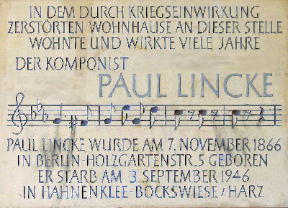 IN DEM DURCH KRIEGSEINWIRKUNG
ZERSTÖRTEN WOHNHAUSE AN DIESER STELLE
WOHNTE UND WIRKTE VIELE JAHRE
DER KOMPONIST
PAUL LINCKE
PAUL LINCKE WURDE AM 7. NOVEMBER 1866
IN BERLIN-HOLZGARTENSTR. 5 GEBOREN
ER STARB AM 3. SEPTEMBER 1946
IN HAHNENKLEE-BOCKSWIESE/HARZ